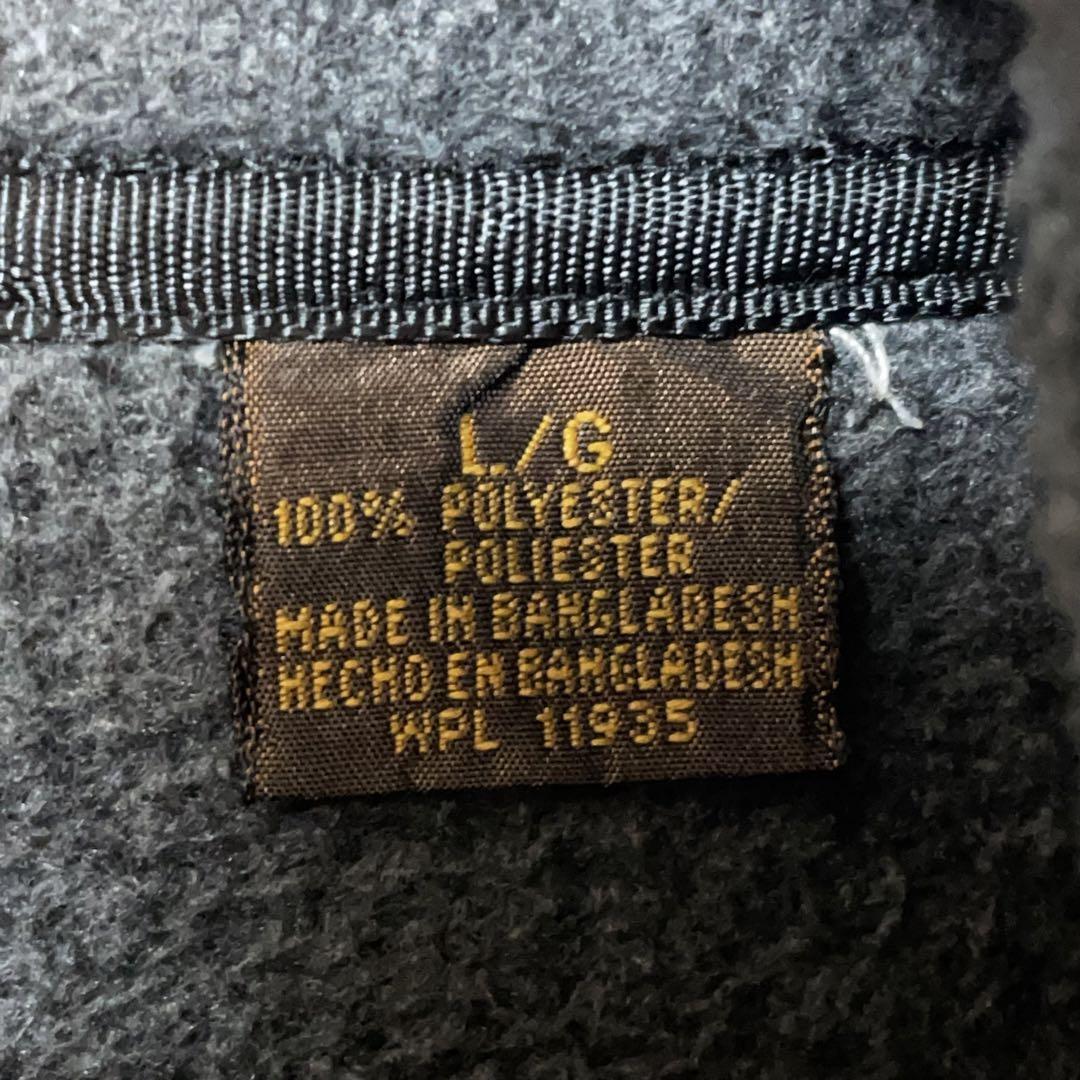 L/G
100% POLYESTER/
POLIESTER
MADE IN BANGLADESH
HECHO EN BANGLADESH
WPL 11935